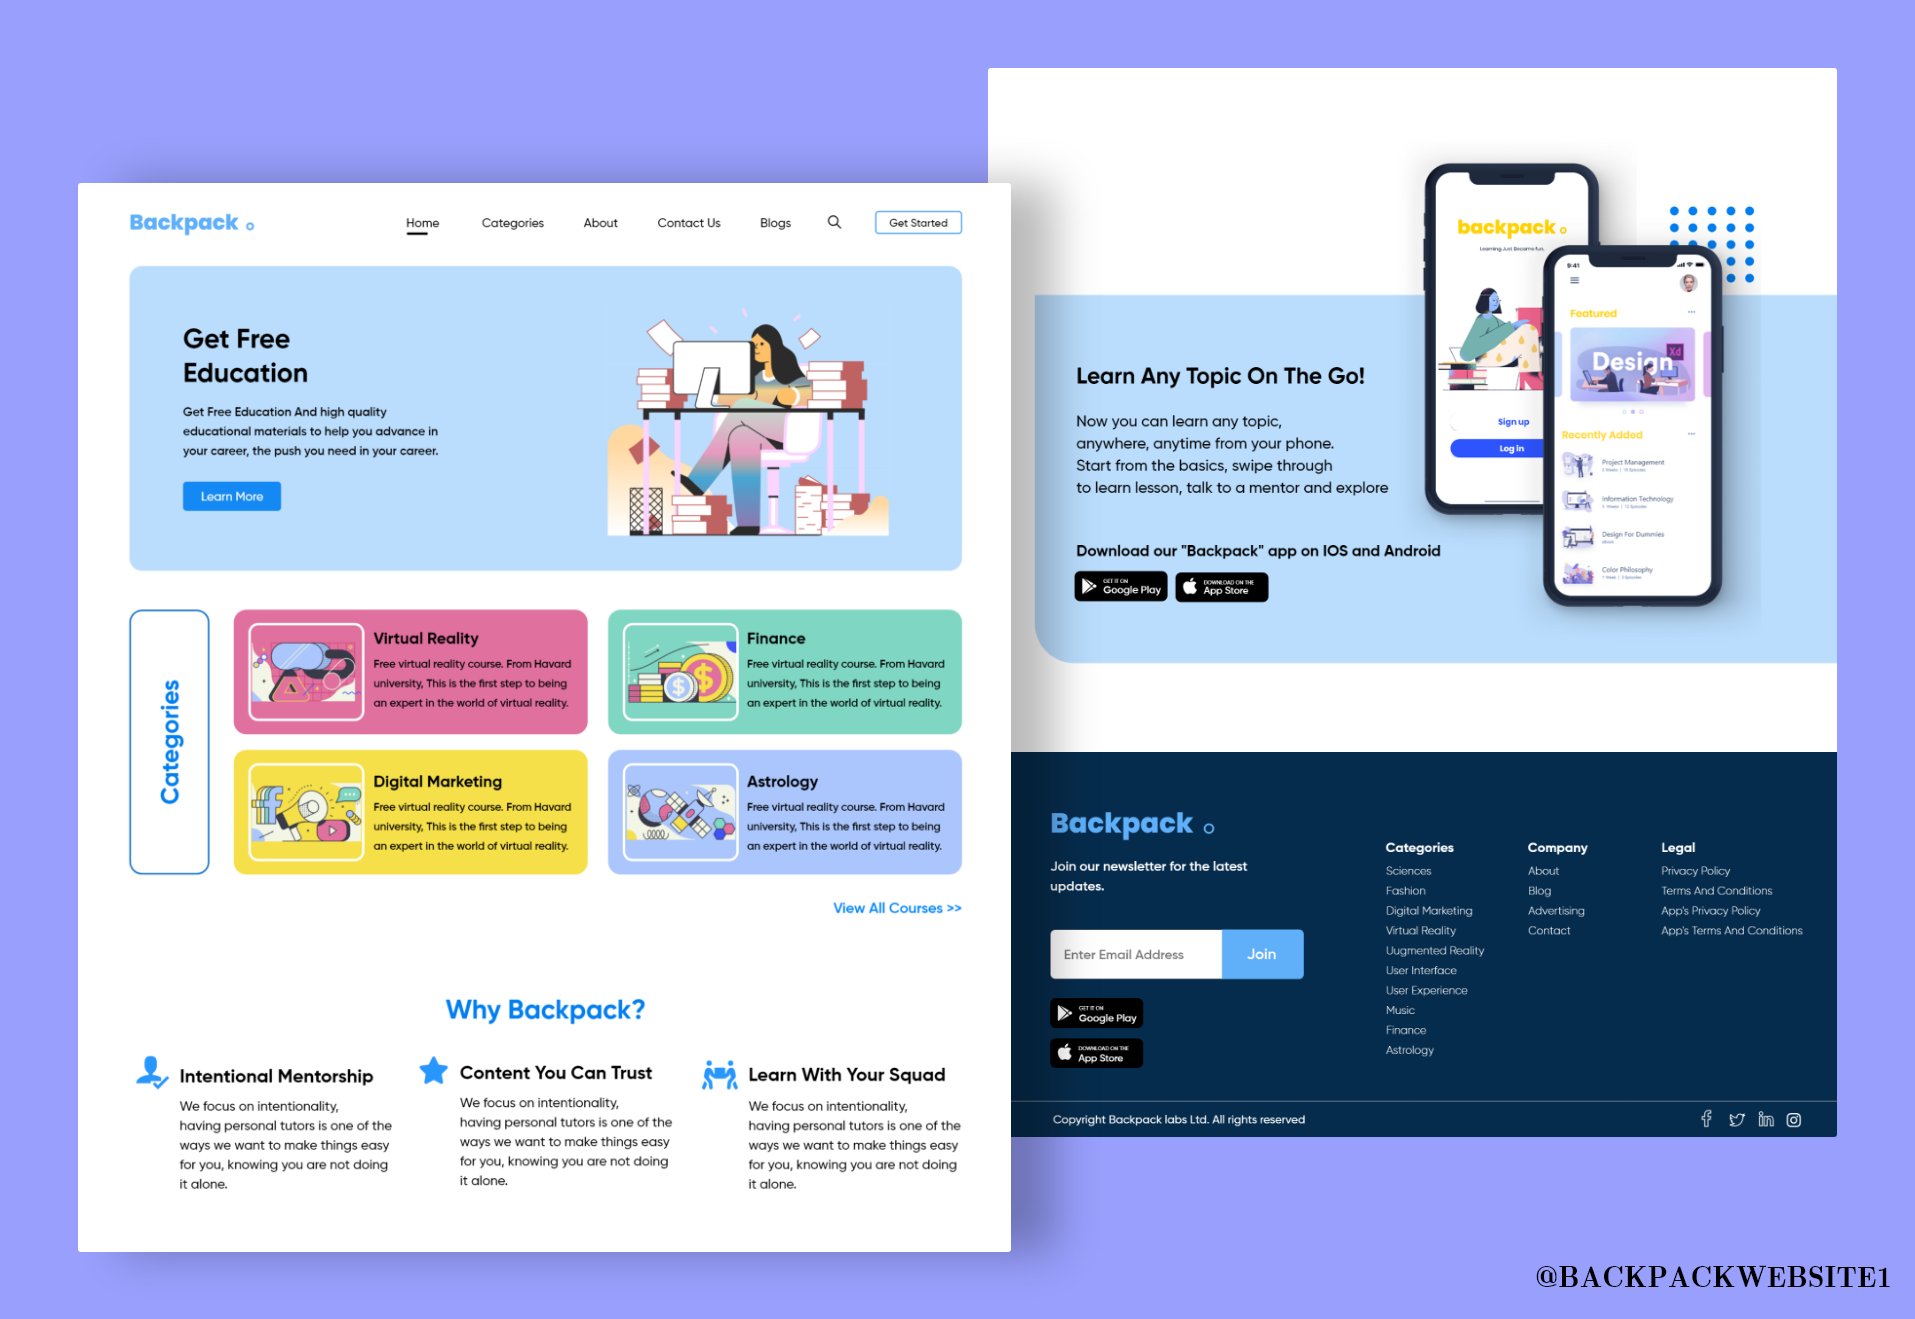 Backpack
Home
Categories
About
Contact Us
Blogs
Get Started
Get Free
Education
Get Free Education And high quality
educational materials to help you advance in
your career, the push you need in your career.
Learn More
Categories
Virtual Reality
Free virtual reality course. From Havard
university, This is the first step to being
an expert in the world of virtual reality.
Finance
Free virtual reality course. From Havard
university, This is the first step to being
an expert in the world of virtual reality.
Digital Marketing
Free virtual reality course. From Havard
university, This is the first step to being
an expert in the world of virtual reality.
Astrology
Free virtual reality course. From Havard
university, This is the first step to being
an expert in the world of virtual reality.
View All Courses >>
Why Backpack?
Intentional Mentorship
We focus on intentionality,
having personal tutors is one of the
ways we want to make things easy
for you, knowing you are not doing
it alone.
Content You Can Trust
We focus on intentionality,
having personal tutors is one of the
ways we want to make things easy
for you, knowing you are not doing
it alone.
Learn With Your Squad
We focus on intentionality,
having personal tutors is one of the
ways we want to make things easy
for you, knowing you are not doing
it alone.
backpack
Learning Just Became fun.
Sign up
Log in
9:41
Featured
Design
Xd
Recently Added
Project Management
Information Technology
Design For Dummies
Color Philosophy
Learn Any Topic On The Go!
Now you can learn any topic,
anywhere, anytime from your phone.
Start from the basics, swipe through
to learn lesson, talk to a mentor and explore
Download our "Backpack" app on IOS and Android
GET IT ON
Google Play
DOWNLOAD ON THE
App Store
Backpack
Join our newsletter for the latest
updates.
Enter Email Address
Join
GET IT ON
Google Play
DOWNLOAD ON THE
App Store
Categories
Sciences
Fashion
Digital Marketing
Virtual Reality
Uugmented Reality
User Interface
User Experience
Music
Finance
Astrology
Company
About
Blog
Advertising
Contact
Legal
Privacy Policy
Terms And Conditions
App's Privacy Policy
App's Terms And Conditions
Copyright Backpack labs Ltd. All rights reserved
@BACKPACKWEBSITE1